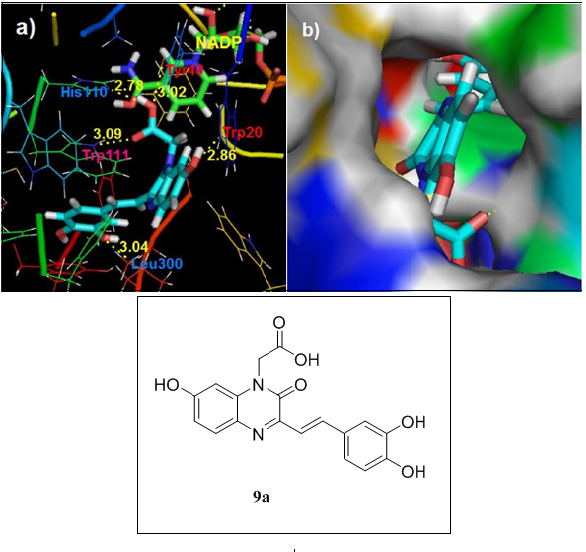 a)
NADP
Tyr48
His110
2.78
3.02
3.09
Trp20
Trp111
2.86
3.04
Leu300
b)
O
OH
HO
N
O
N
OH
OH
9a